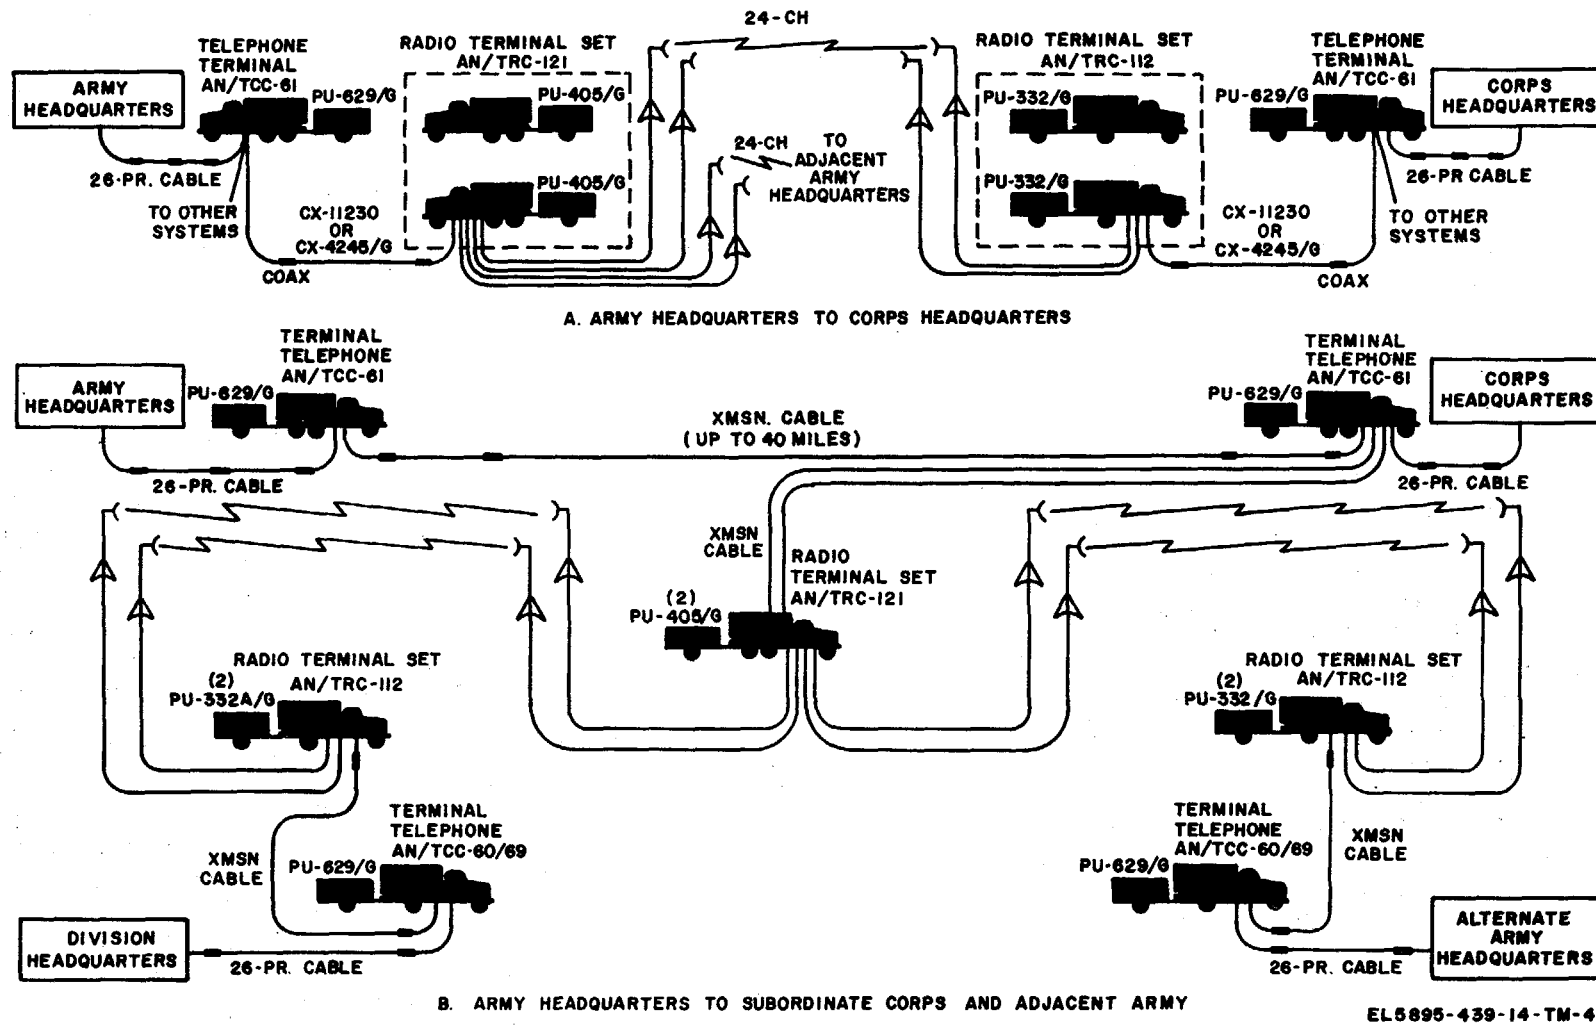 24-CH
TELEPHONE
TERMINAL
AN/TCC-61
RADIO TERMINAL SET
AN/TRC-121
RADIO TERMINAL SET
AN/TRC-112
TELEPHONE
TERMINAL
AN/TCC-61
ARMY
HEADQUARTERS
PU-629/G
PU-405/G
PU-332/G
PU-629/G
CORPS
HEADQUARTERS
24-CH
TO
ADJACENT
ARMY
HEADQUARTERS
26-PR. CABLE
PU-405/G
PU-332/G
26-PR CABLE
TO OTHER
SYSTEMS
CX-11230
OR
CX-4245/G
COAX
CX-11230
OR
CX-4245/G
COAX
TO OTHER
SYSTEMS
A. ARMY HEADQUARTERS TO CORPS HEADQUARTERS
TERMINAL
TELEPHONE
AN/TCC-61
TERMINAL
TELEPHONE
AN/TCC-61
ARMY
HEADQUARTERS
PU-629/G
XMSN. CABLE
(UP TO 40 MILES)
PU-629/G
CORPS
HEADQUARTERS
26-PR. CABLE
26-PR. CABLE
XMSN
CABLE
RADIO
TERMINAL SET
AN/TRC-121
(2)
PU-405/G
RADIO TERMINAL SET
AN/TRC-112
(2)
PU-332A/G
RADIO TERMINAL SET
AN/TRC-112
(2)
PU-332/G
TERMINAL
TELEPHONE
AN/TCC-60/69
XMSN
CABLE
PU-629/G
TERMINAL
TELEPHONE
AN/TCC-60/69
PU-629/G
XMSN
CABLE
DIVISION
HEADQUARTERS
26-PR. CABLE
ALTERNATE
ARMY
HEADQUARTERS
26-PR. CABLE
B. ARMY HEADQUARTERS TO SUBORDINATE CORPS AND ADJACENT ARMY
EL5895-439-14-TM-4